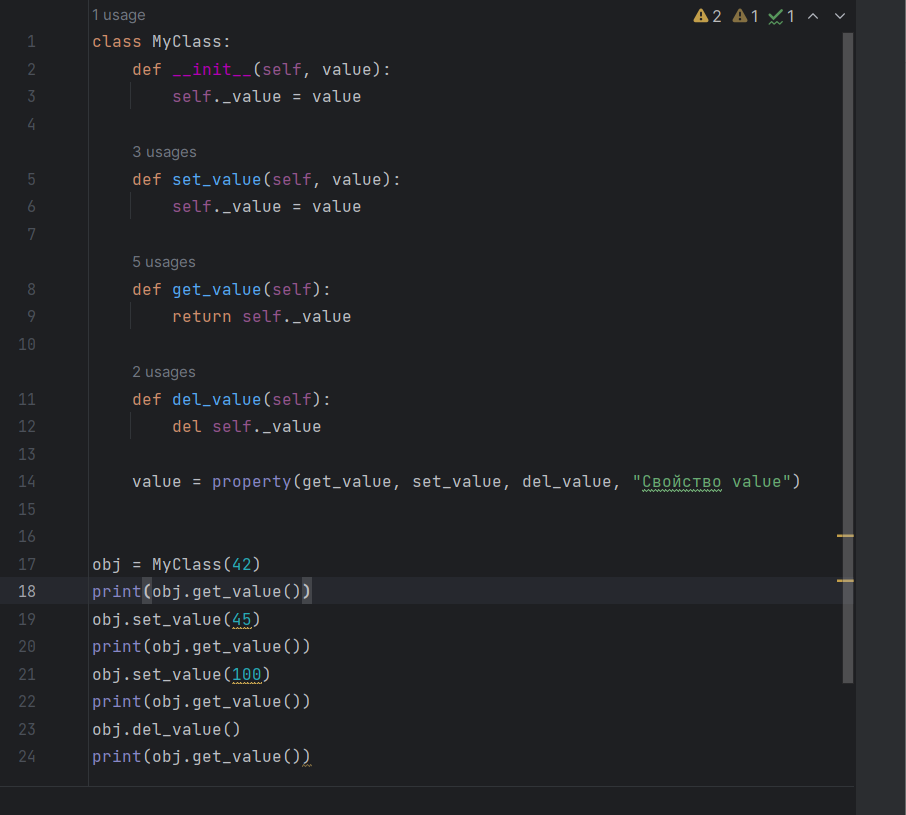 1 usage
2 1 1
1 class MyClass:
2 def __init__(self, value):
3 self._value = value
4
3 usages
5 def set_value(self, value):
6 self._value = value
7
5 usages
8 def get_value(self):
9 return self._value
10
2 usages
11 def del_value(self):
12 del self._value
13
14 value = property(get_value, set_value, del_value, "Свойство value")
15
16
17 obj = MyClass(42)
18 print(obj.get_value())
19 obj.set_value(45)
20 print(obj.get_value())
21 obj.set_value(100)
22 print(obj.get_value())
23 obj.del_value()
24 print(obj.get_value())